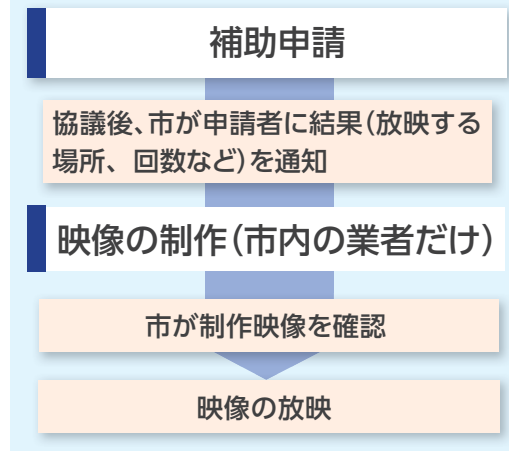 補助申請
協議後、市が申請者に結果（放映する
場所、回数など）を通知
映像の制作（市内の業者だけ）
市が制作映像を確認
映像の放映